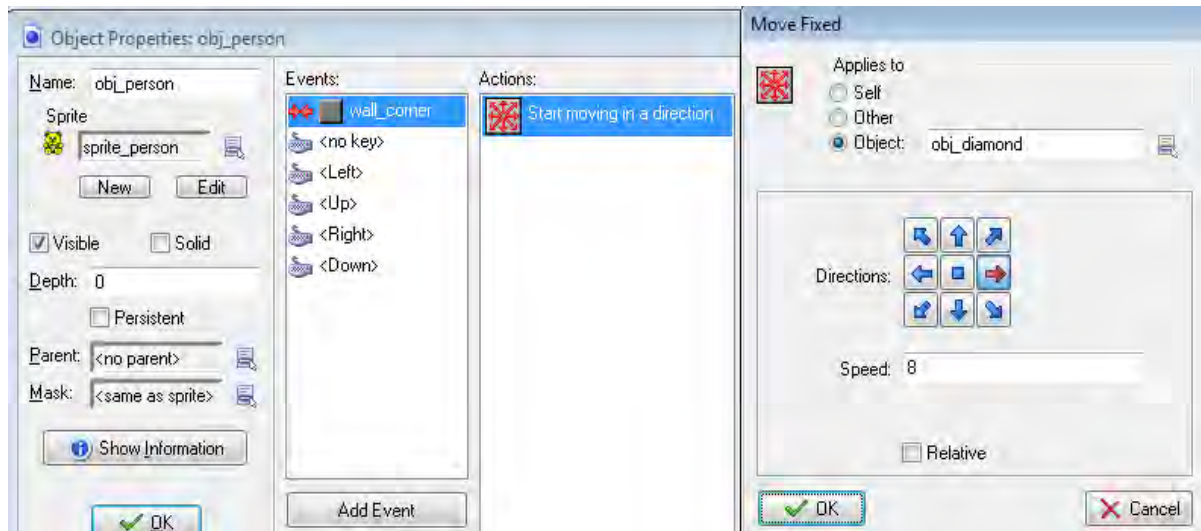 Object Properties: obj_person
Name: obj_person
Sprite
sprite_person
New Edit
Visible Solid
Depth: 0
Persistent
Parent: <no parent>
Mask: <same as sprite>
Show Information
OK
Events:
wall_corner
<no key>
<Left>
<Up>
<Right>
<Down>
Add Event
Actions:
Start moving in a direction
Move Fixed
Applies to
Self
Other
Object: obj_diamond
Directions:
Speed: 8
Relative
OK Cancel